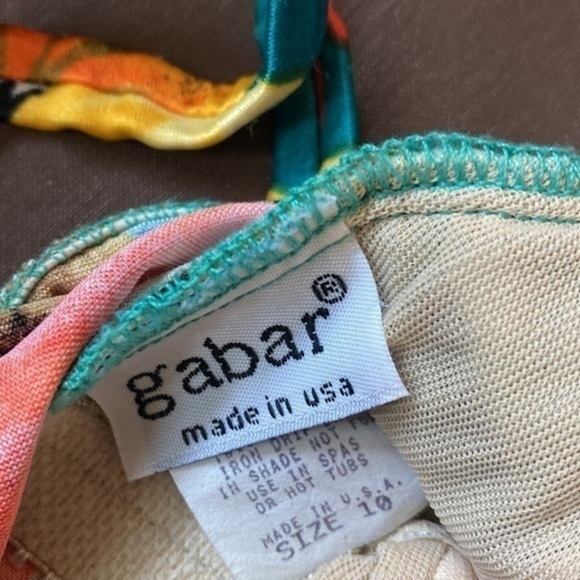 gabar®
made in usa
IRON DRIP
IN SHADE NOT FO
USE IN SPAS
OR HOT TUBS
MADE IN U.S.A.
SIZE 10